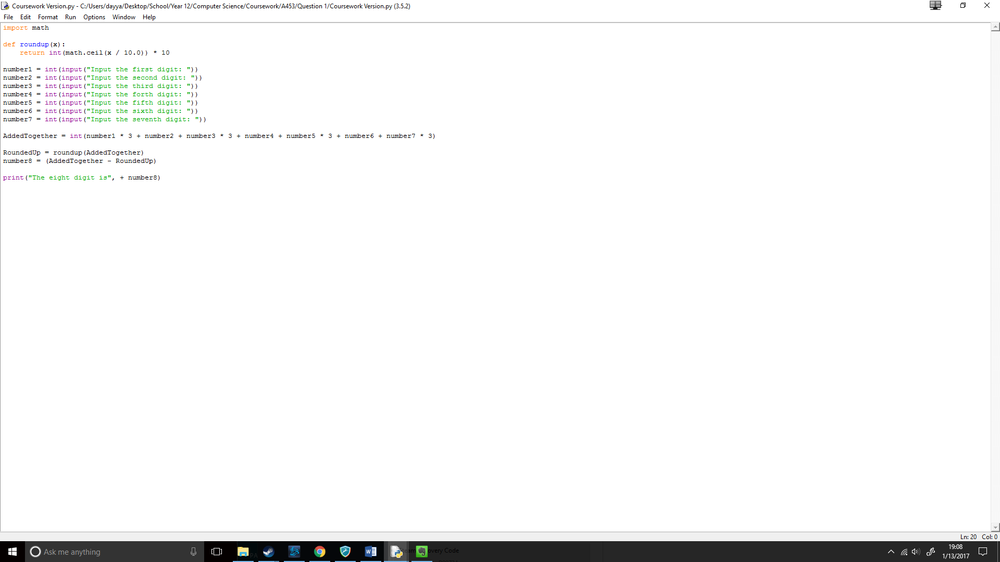 Coursework Version.py - C:/Users/dayya/Desktop/School/Year 12/Computer Science/Coursework/A453/Question 1/Coursework Version.py (3.5.2)
File Edit Format Run Options Window Help
import math
def roundup(x):
    return int(math.ceil(x / 10.0)) * 10
number1 = int(input("Input the first digit: "))
number2 = int(input("Input the second digit: "))
number3 = int(input("Input the third digit: "))
number4 = int(input("Input the forth digit: "))
number5 = int(input("Input the fifth digit: "))
number6 = int(input("Input the sixth digit: "))
number7 = int(input("Input the seventh digit: "))
AddedTogether = int(number1 * 3 + number2 + number3 * 3 + number4 + number5 * 3 + number6 + number7 * 3)
RoundedUp = roundup(AddedTogether)
number8 = (AddedTogether - RoundedUp)
print("The eight digit is", + number8)
Ln: 20 Col: 0
Ask me anything
Code
19:08
1/13/2017